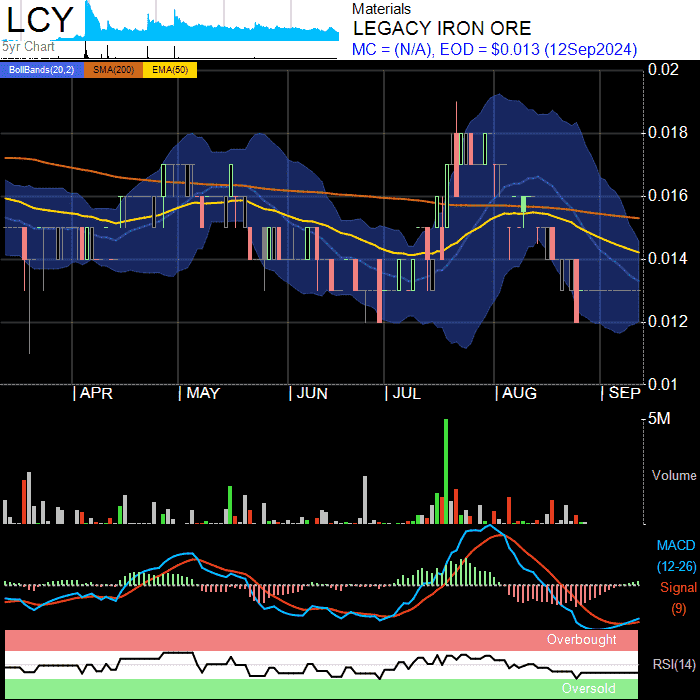 LCY
5yr Chart
Materials
LEGACY IRON ORE
MC = (N/A), EOD = $0.013 (12Sep2024)
BollBands(20,2) SMA(200) EMA(50)
0.02
0.018
0.016
0.014
0.012
0.01
APR MAY JUN JUL AUG SEP
5M
Volume
MACD
(12-26)
Signal
(9)
Overbought
RSI(14)
Oversold